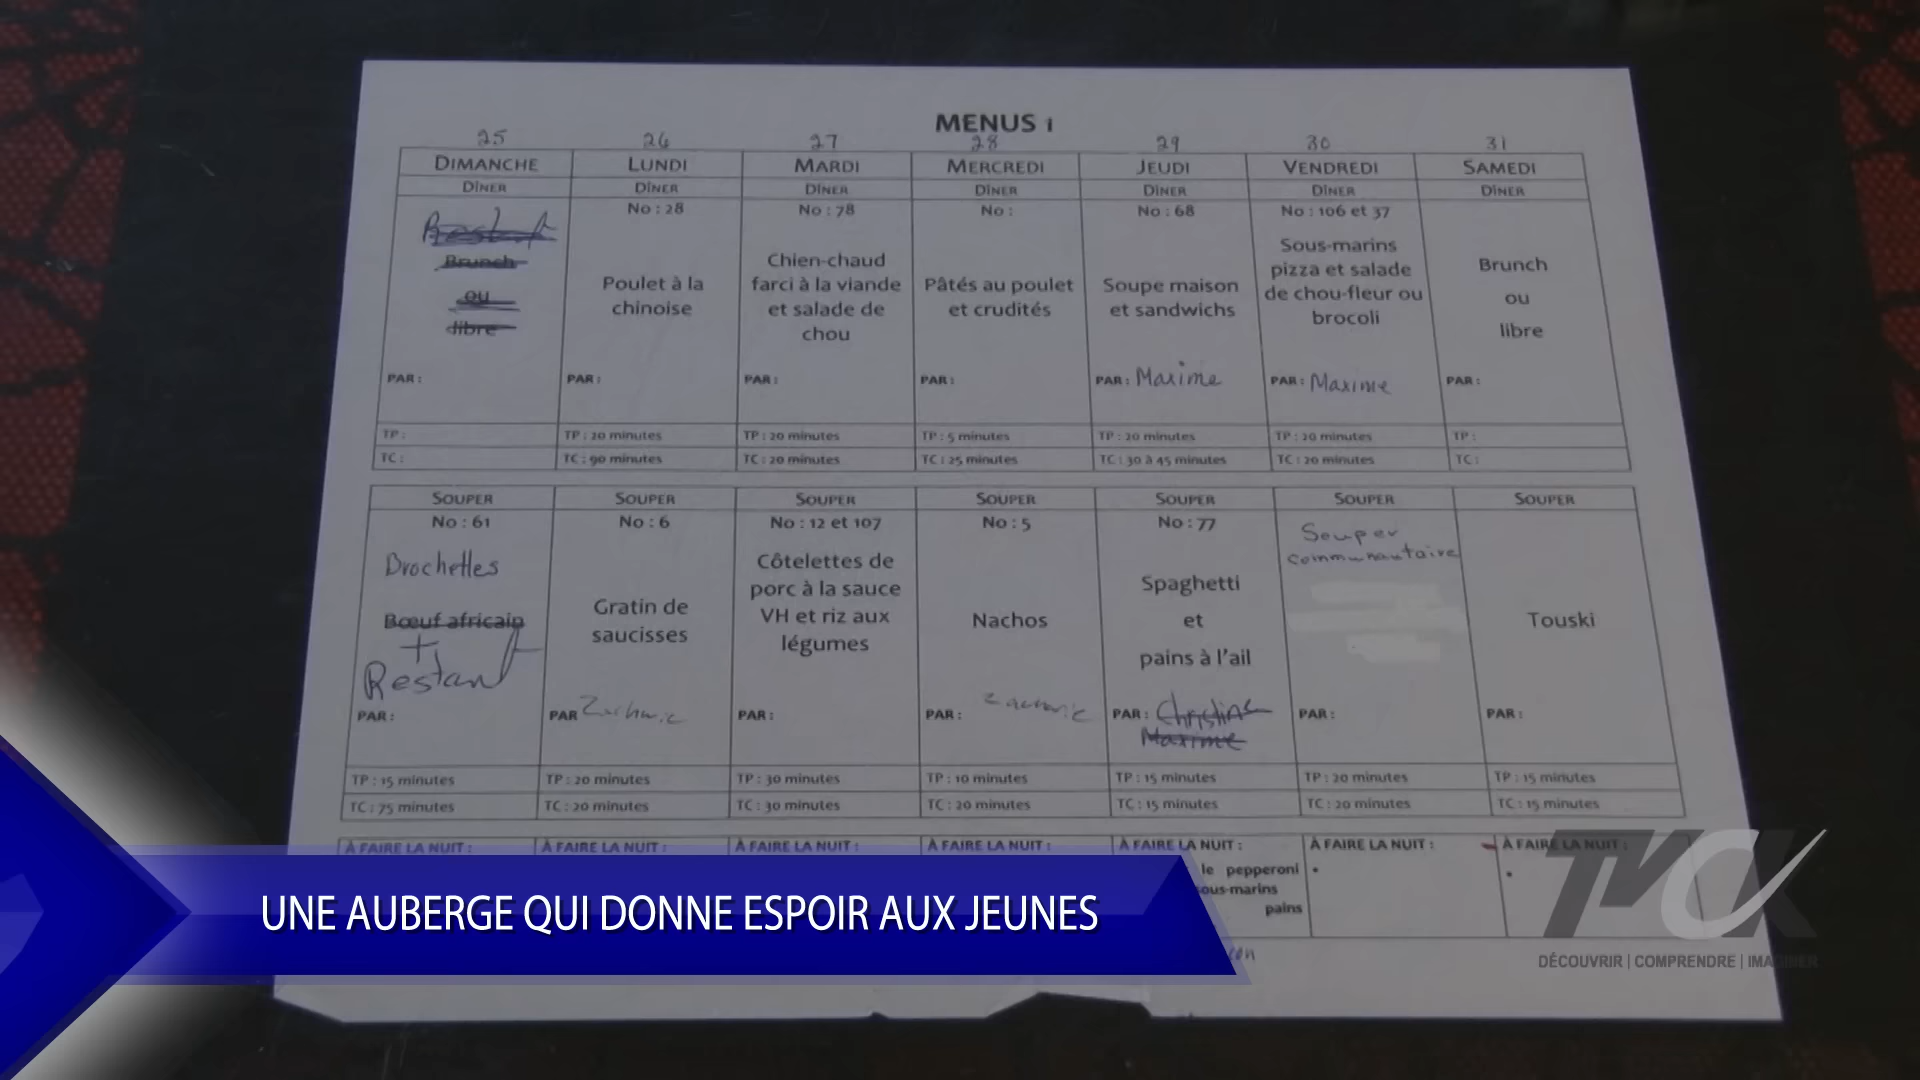 MENUS 1
25 26 27 28 29 30 31
DIMANCHE LUNDI MARDI MERCREDI JEUDI VENDREDI SAMEDI
DÎNER DÎNER DÎNER DÎNER DÎNER DÎNER DÎNER
No : 28 No : 78 No : No : 68 No : 106 et 37
Brunch
ou
libre
Poulet à la
chinoise
Chien-chaud
farci à la viande
et salade de
chou
Pâtés au poulet
et crudités
Soupe maison
et sandwichs
Sous-marins
pizza et salade
de chou-fleur ou
brocoli
Brunch
ou
libre
PAR : PAR : PAR : PAR : PAR : Maxime PAR : Maxime PAR :
TP : TP : 20 minutes TP : 20 minutes TP : 5 minutes TP : 20 minutes TP : 20 minutes TP :
TC : TC : 90 minutes TC : 20 minutes TC : 25 minutes TC : 30 à 45 minutes TC : 20 minutes TC :
SOUPER SOUPER SOUPER SOUPER SOUPER SOUPER SOUPER
No : 61 No : 6 No : 12 et 107 No : 5 No : 77
Brochettes
Bœuf africain
+
Restant
Gratin de
saucisses
Côtelettes de
porc à la sauce
VH et riz aux
légumes
Nachos
Spaghetti
et
pains à l'ail
Souper
communautaire
Touski
PAR : PAR Zacharie PAR : PAR : Zacharie PAR : Christine PAR : PAR :
Maxime
TP : 15 minutes TP : 20 minutes TP : 30 minutes TP : 10 minutes TP : 15 minutes TP : 20 minutes TP : 15 minutes
TC : 75 minutes TC : 20 minutes TC : 30 minutes TC : 20 minutes TC : 15 minutes TC : 20 minutes TC : 15 minutes
À FAIRE LA NUIT : À FAIRE LA NUIT : À FAIRE LA NUIT : À FAIRE LA NUIT : À FAIRE LA NUIT : À FAIRE LA NUIT : À FAIRE LA NUIT :
le pepperoni
sous-marins
pains
UNE AUBERGE QUI DONNE ESPOIR AUX JEUNES
TVCK
DÉCOUVRIR | COMPRENDRE | IMAGINER